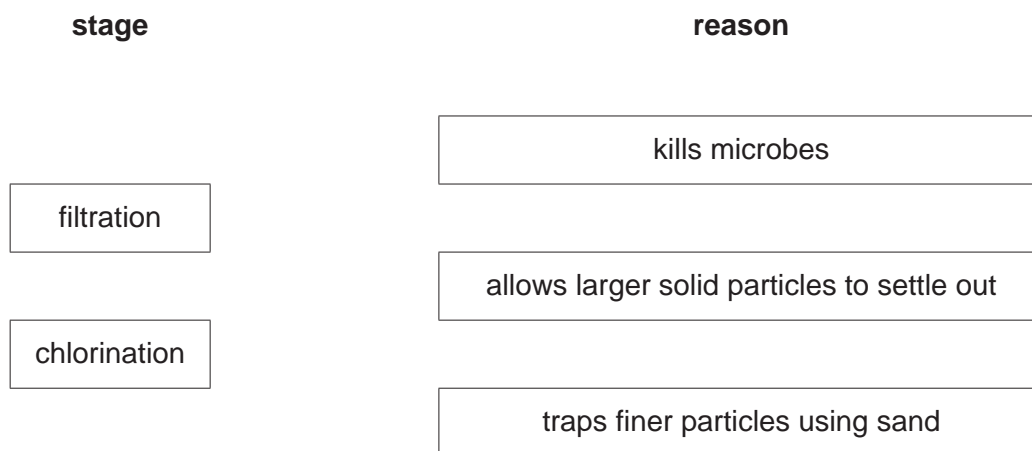 stage
reason
kills microbes
filtration
allows larger solid particles to settle out
chlorination
traps finer particles using sand